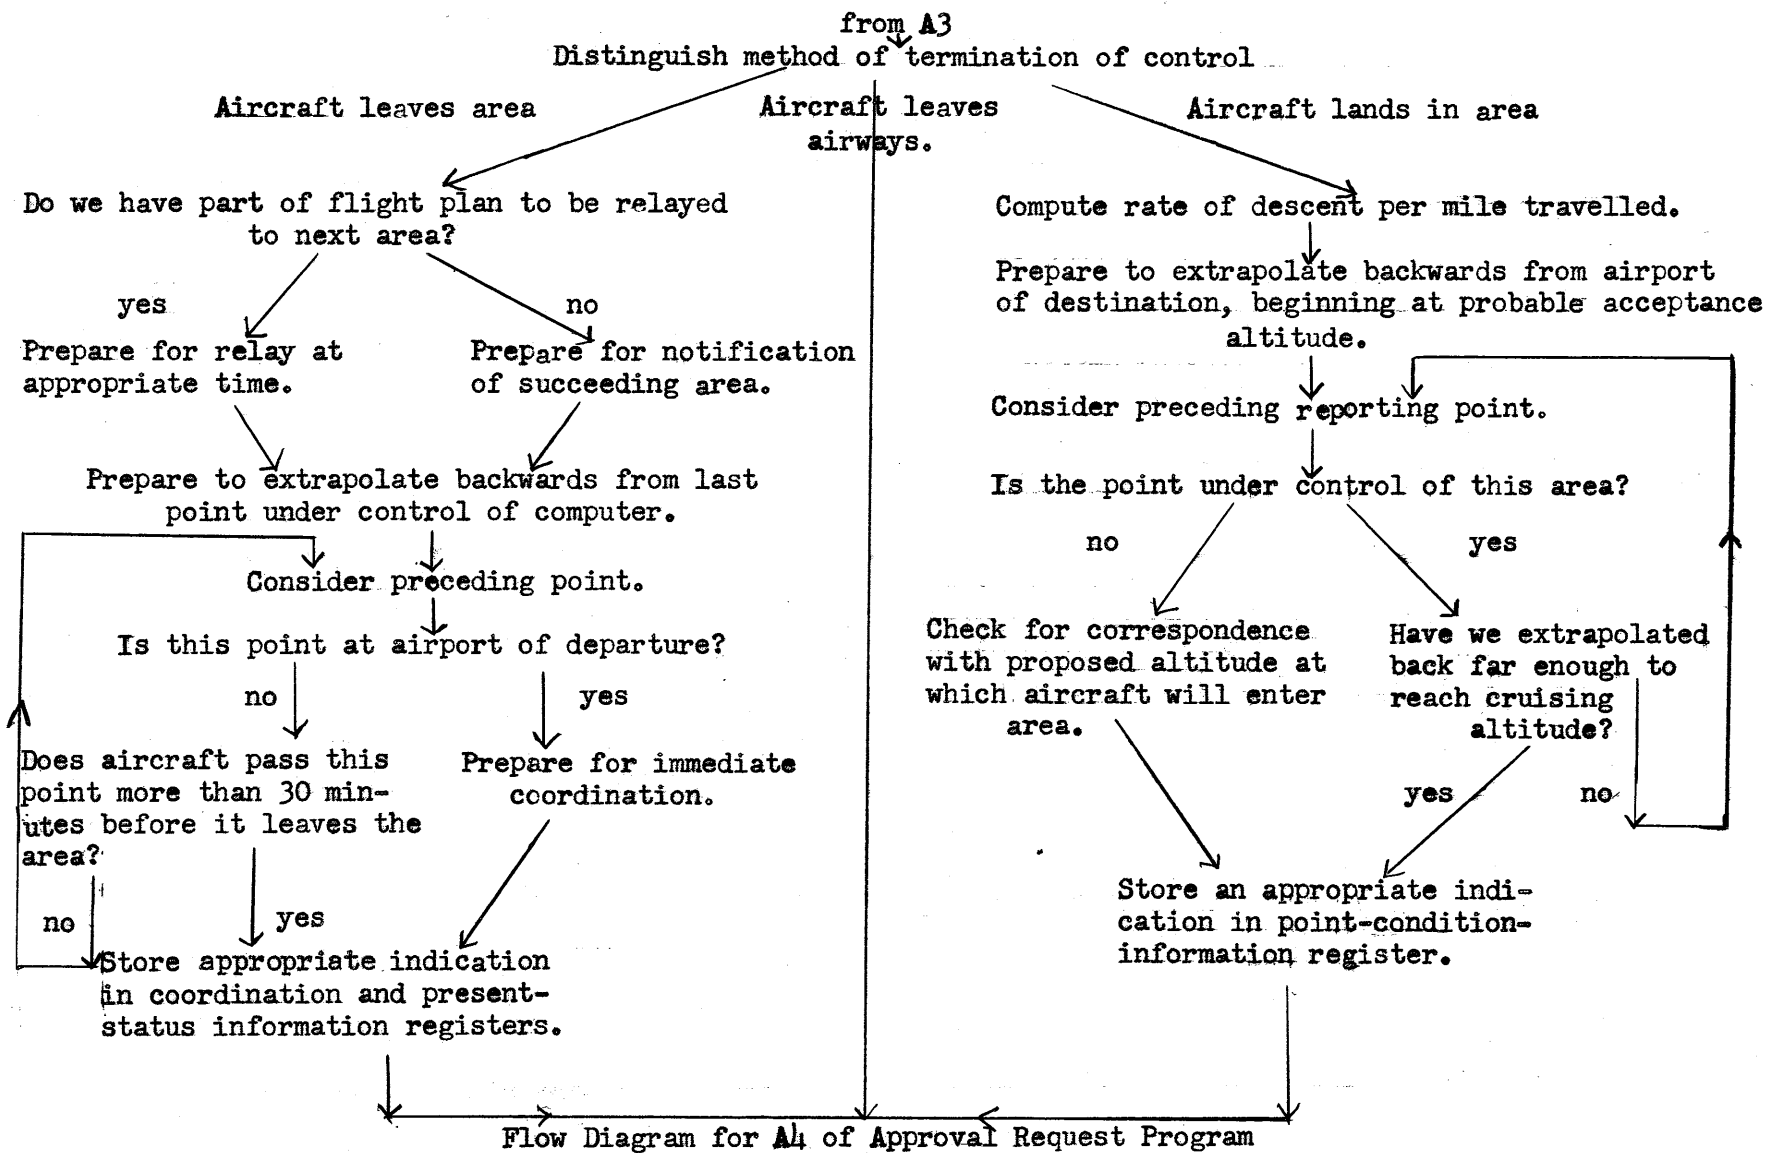 from A3
Distinguish method of termination of control
Aircraft leaves area
Aircraft leaves
airways.
Aircraft lands in area
Do we have part of flight plan to be relayed
to next area?
yes
no
Prepare for relay at
appropriate time.
Prepare for notification
of succeeding area.
Prepare to extrapolate backwards from last
point under control of computer.
Consider preceding point.
Is this point at airport of departure?
no
yes
Does aircraft pass this
point more than 30 min-
utes before it leaves the
area?
Prepare for immediate
coordination.
no
yes
Store appropriate indication
in coordination and present-
status information registers.
Compute rate of descent per mile travelled.
Prepare to extrapolate backwards from airport
of destination, beginning at probable acceptance
altitude.
Consider preceding reporting point.
Is the point under control of this area?
no
yes
Check for correspondence
with proposed altitude at
which aircraft will enter
area.
Have we extrapolated
back far enough to
reach cruising
altitude?
yes
no
Store an appropriate indi-
cation in point-condition-
information register.
Flow Diagram for A4 of Approval Request Program